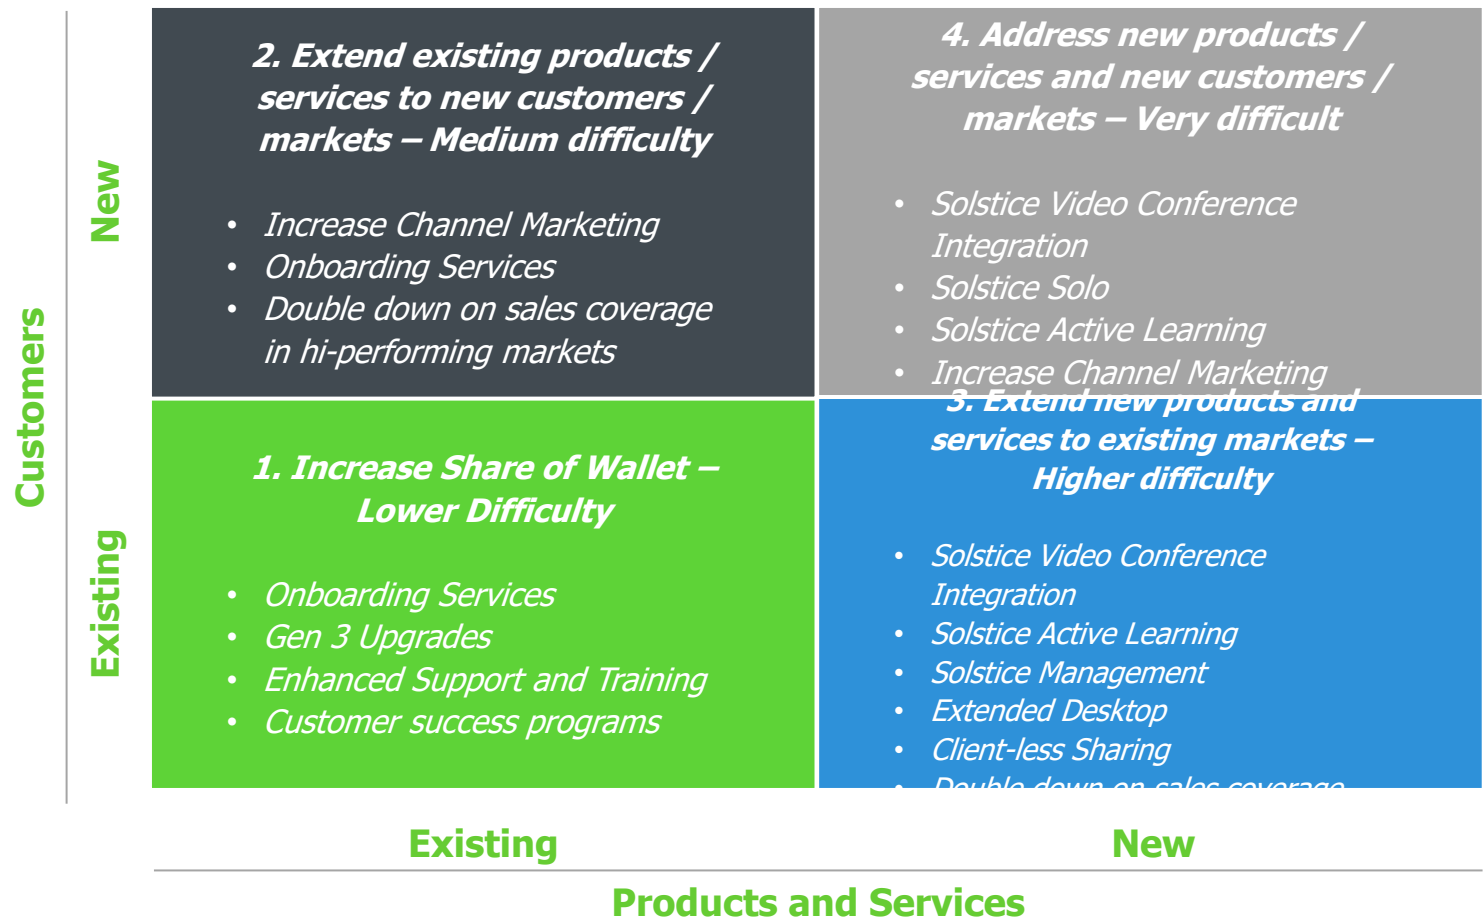 2. Extend existing products /
services to new customers /
markets – Medium difficulty
• Increase Channel Marketing
• Onboarding Services
• Double down on sales coverage
in hi-performing markets
4. Address new products /
services and new customers /
markets – Very difficult
• Solstice Video Conference
Integration
• Solstice Solo
• Solstice Active Learning
• Increase Channel Marketing
1. Increase Share of Wallet –
Lower Difficulty
• Onboarding Services
• Gen 3 Upgrades
• Enhanced Support and Training
• Customer success programs
3. Extend new products and
services to existing markets –
Higher difficulty
• Solstice Video Conference
Integration
• Solstice Active Learning
• Solstice Management
• Extended Desktop
• Client-less Sharing
• Double down on sales coverage
Customers
New
Existing
Existing
New
Products and Services